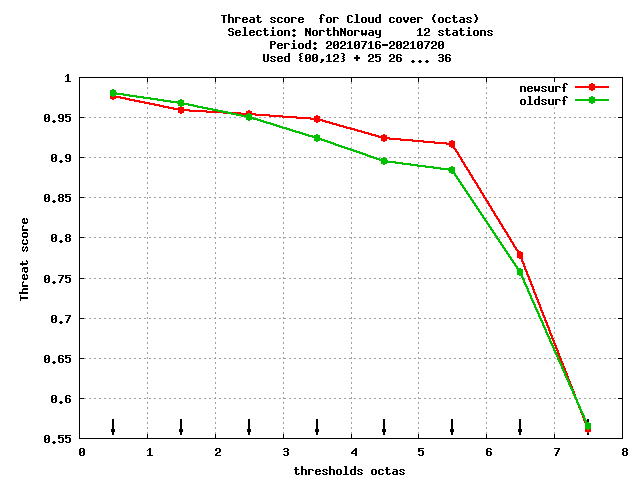 Threat score  for Cloud cover (octas)
Selection: NorthNorway     12 stations
Period: 20210716-20210720
Used {00,12} + 25 26 ... 36
newsurf
oldsurf
1
0.95
0.9
0.85
0.8
0.75
0.7
0.65
0.6
0.55
Threat score
0 1 2 3 4 5 6 7 8
thresholds octas